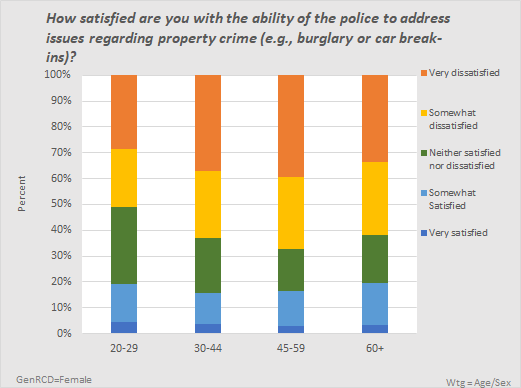 How satisfied are you with the ability of the police to address
issues regarding property crime (e.g., burglary or car break-
ins)?
100%
90%
80%
70%
60%
50%
40%
30%
20%
10%
0%
Percent
20-29
30-44
45-59
60+
Very dissatisfied
Somewhat
dissatisfied
Neither satisfied
nor dissatisfied
Somewhat
Satisfied
Very satisfied
GenRCD=Female
Wtg = Age/Sex